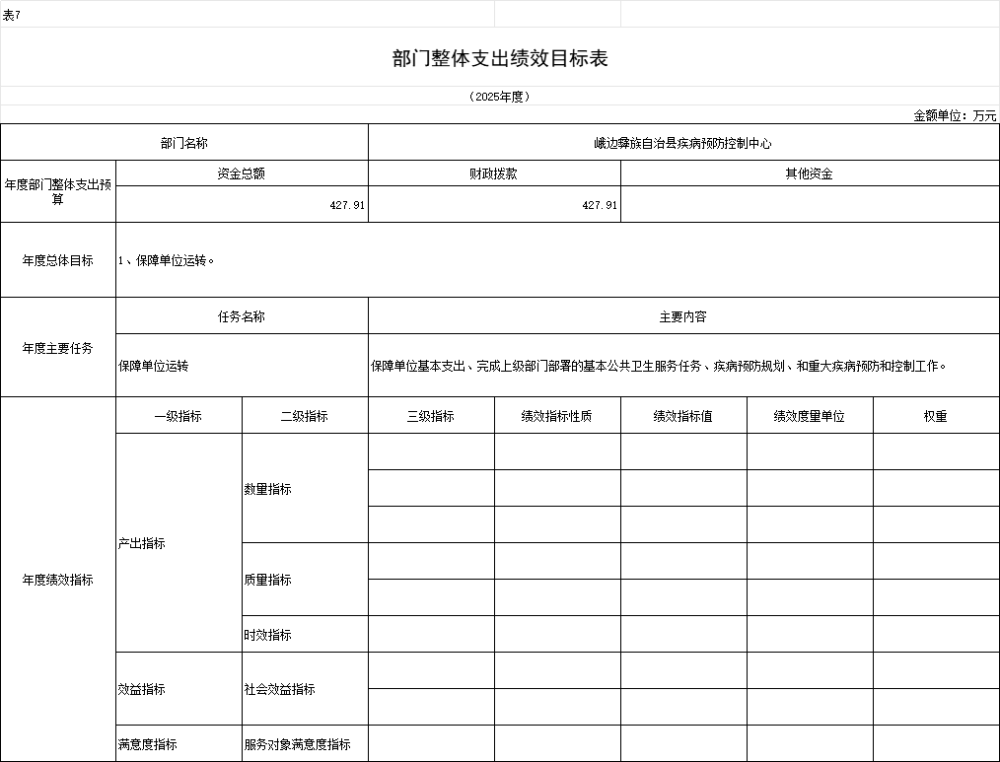 表7
部门整体支出绩效目标表
（2025年度）
金额单位：万元
部门名称 峨边彝族自治县疾病预防控制中心
年度部门整体支出预算 资金总额 财政拨款 其他资金
427.91 427.91
年度总体目标 1、保障单位运转。
年度主要任务 任务名称 主要内容
保障单位运转 保障单位基本支出、完成上级部门部署的基本公共卫生服务任务、疾病预防规划、和重大疾病预防和控制工作。
年度绩效指标 一级指标 二级指标 三级指标 绩效指标性质 绩效指标值 绩效度量单位 权重
产出指标 数量指标
质量指标
时效指标
效益指标 社会效益指标
满意度指标 服务对象满意度指标